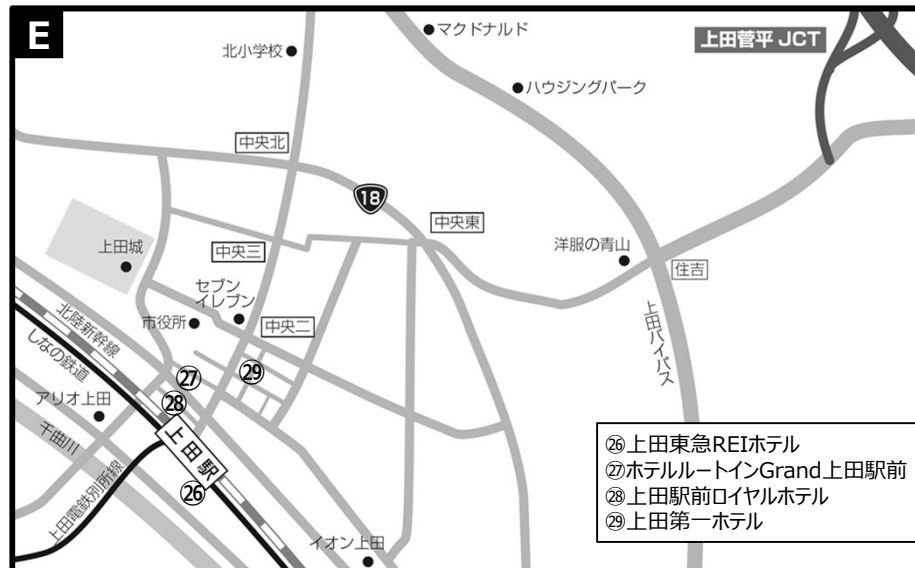 E
マクドナルド
北小学校
上田菅平 JCT
ハウジングパーク
中央北
18
中央東
上田城
中央三
洋服の青山
住吉
セブン
イレブン
市役所
中央二
北陸新幹線
しなの鉄道
上田バイパス
㉗
㉙
㉘
アリオ上田
千曲川
上田駅
㉖
上田電鉄別所線
イオン上田
㉖上田東急REIホテル
㉗ホテルルートインGrand上田駅前
㉘上田駅前ロイヤルホテル
㉙上田第一ホテル